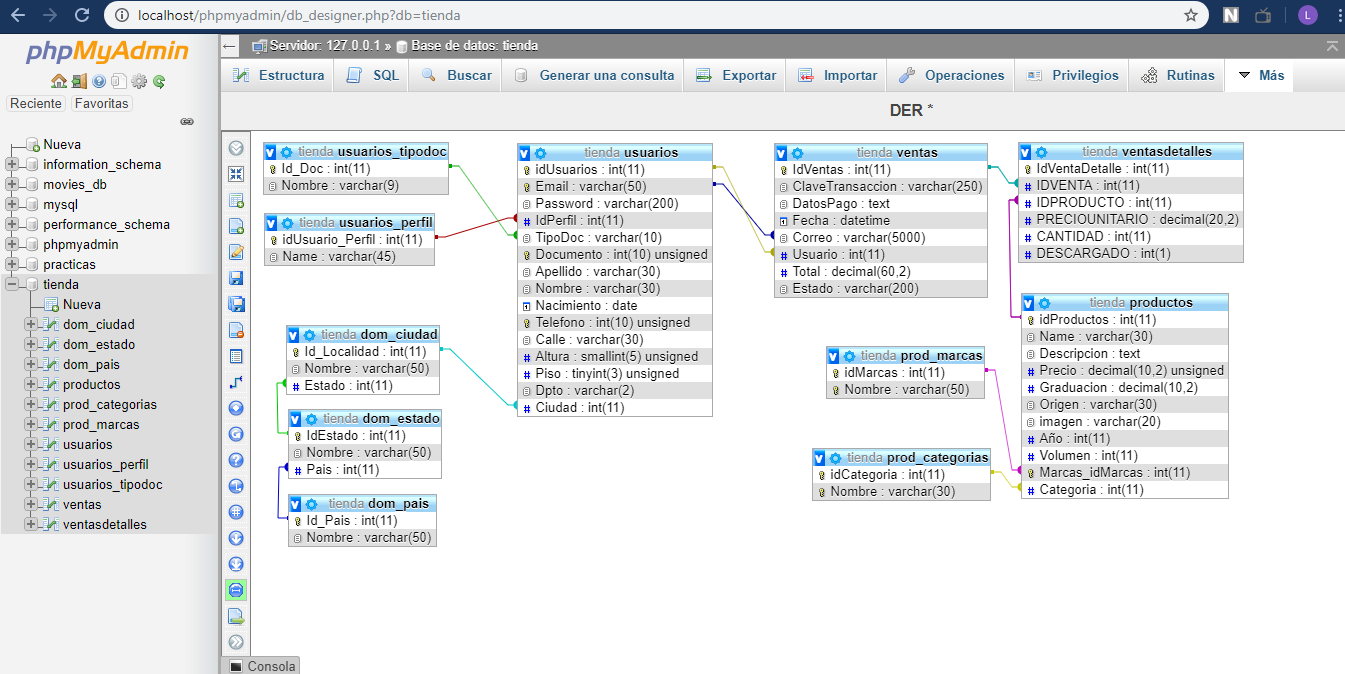 localhost/phpmyadmin/db_designer.php?db=tienda
N
L
phpMyAdmin
Reciente Favoritas
Nueva
information_schema
movies_db
mysql
performance_schema
phpmyadmin
practicas
tienda
Nueva
dom_ciudad
dom_estado
dom_pais
productos
prod_categorias
prod_marcas
usuarios
usuarios_perfil
usuarios_tipodoc
ventas
ventasdetalles
Servidor: 127.0.0.1 » Base de datos: tienda
Estructura SQL Buscar Generar una consulta Exportar Importar Operaciones Privilegios Rutinas Más
DER *
tienda usuarios_tipodoc
Id_Doc : int(11)
Nombre : varchar(9)
tienda usuarios_perfil
idUsuario_Perfil : int(11)
Name : varchar(45)
tienda dom_ciudad
Id_Localidad : int(11)
Nombre : varchar(50)
Estado : int(11)
tienda dom_estado
IdEstado : int(11)
Nombre : varchar(50)
Pais : int(11)
tienda dom_pais
Id_Pais : int(11)
Nombre : varchar(50)
tienda usuarios
idUsuarios : int(11)
Email : varchar(50)
Password : varchar(200)
IdPerfil : int(11)
TipoDoc : varchar(10)
Documento : int(10) unsigned
Apellido : varchar(30)
Nombre : varchar(30)
Nacimiento : date
Telefono : int(10) unsigned
Calle : varchar(30)
Altura : smallint(5) unsigned
Piso : tinyint(3) unsigned
Dpto : varchar(2)
Ciudad : int(11)
tienda ventas
IdVentas : int(11)
ClaveTransaccion : varchar(250)
DatosPago : text
Fecha : datetime
Correo : varchar(5000)
Usuario : int(11)
Total : decimal(60,2)
Estado : varchar(200)
tienda prod_marcas
idMarcas : int(11)
Nombre : varchar(50)
tienda prod_categorias
idCategoria : int(11)
Nombre : varchar(30)
tienda ventasdetalles
IdVentaDetalle : int(11)
IDVENTA : int(11)
IDPRODUCTO : int(11)
PRECIOUNITARIO : decimal(20,2)
CANTIDAD : int(11)
DESCARGADO : int(1)
tienda productos
idProductos : int(11)
Name : varchar(30)
Descripcion : text
Precio : decimal(10,2) unsigned
Graduacion : decimal(10,2)
Origen : varchar(30)
imagen : varchar(20)
Año : int(11)
Volumen : int(11)
Marcas_idMarcas : int(11)
Categoria : int(11)
Consola